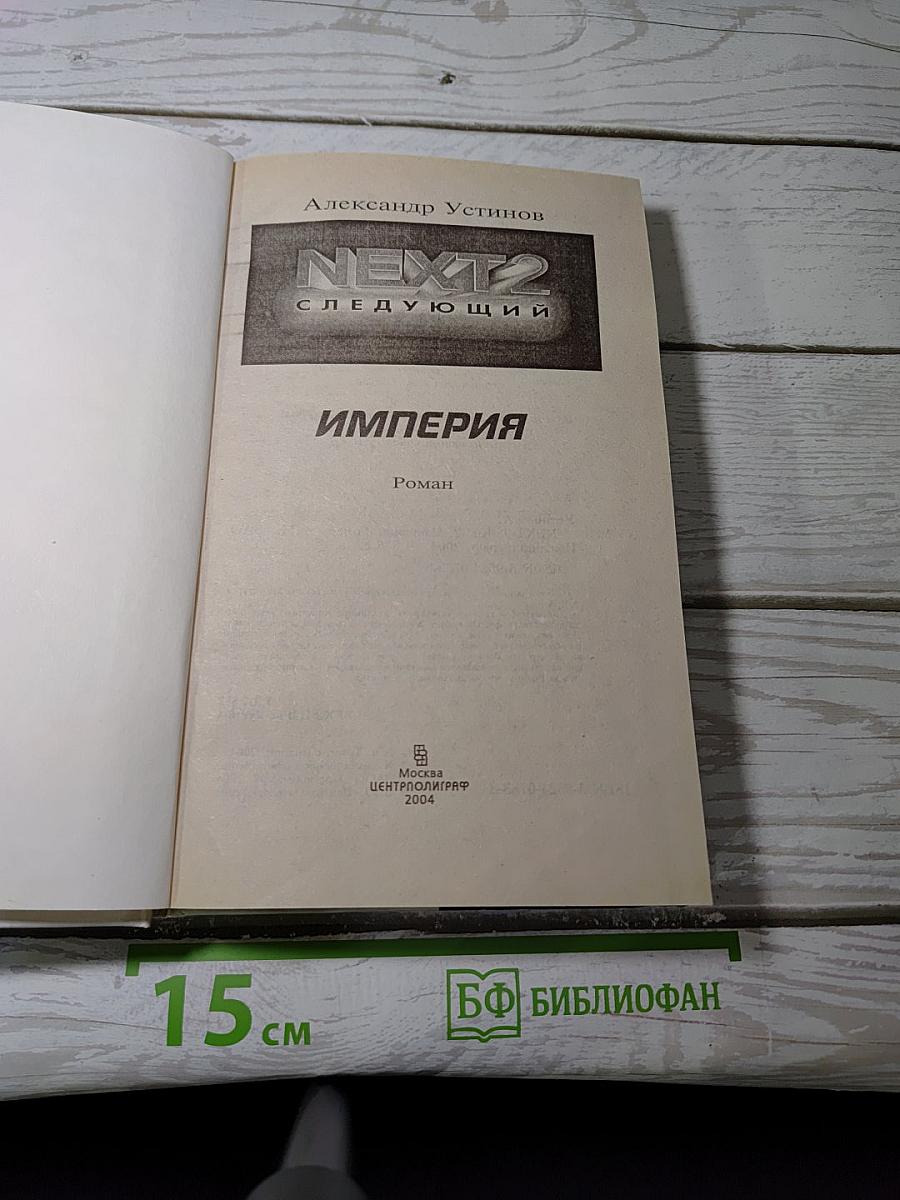 Александр Устинов
NEXT2
СЛЕДУЮЩИЙ
ИМПЕРИЯ
Роман
Москва
ЦЕНТРПОЛИГРАФ
2004
15 см
БФ БИБЛИОФАН